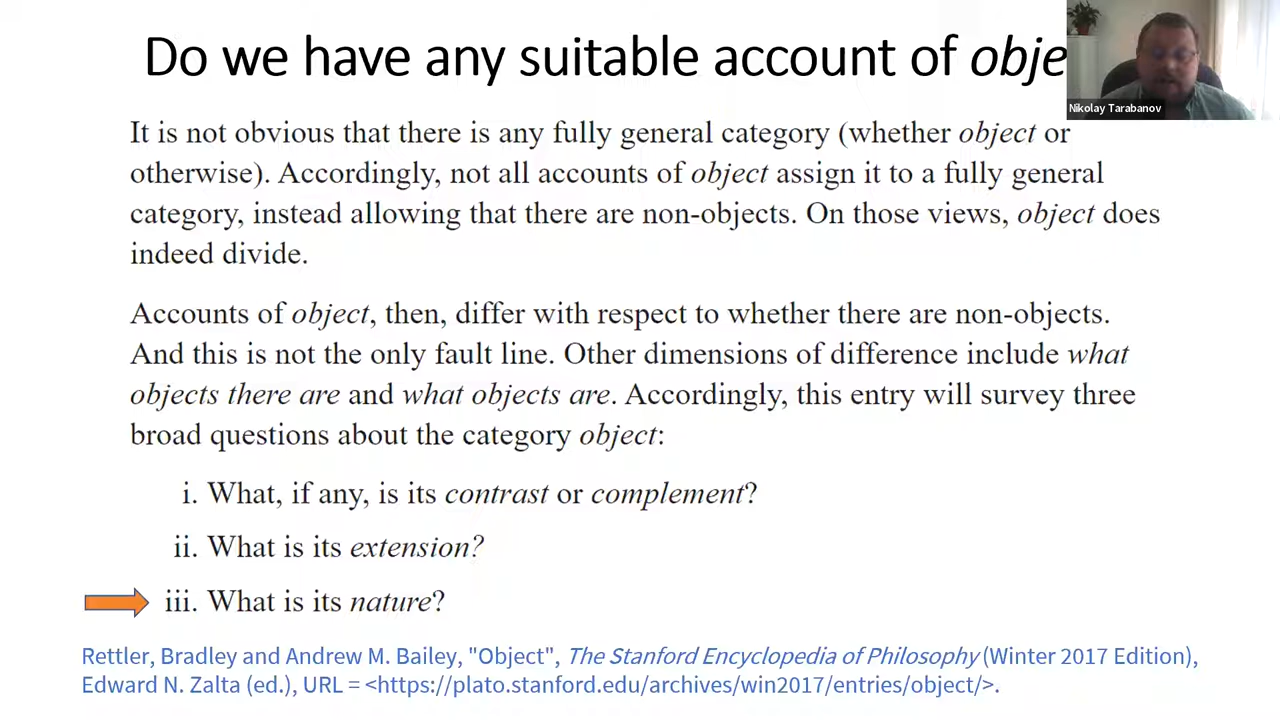 Do we have any suitable account of obje
Nikolay Tarabanov
It is not obvious that there is any fully general category (whether object or
otherwise). Accordingly, not all accounts of object assign it to a fully general
category, instead allowing that there are non-objects. On those views, object does
indeed divide.
Accounts of object, then, differ with respect to whether there are non-objects.
And this is not the only fault line. Other dimensions of difference include what
objects there are and what objects are. Accordingly, this entry will survey three
broad questions about the category object:
i. What, if any, is its contrast or complement?
ii. What is its extension?
iii. What is its nature?
Rettler, Bradley and Andrew M. Bailey, "Object", The Stanford Encyclopedia of Philosophy (Winter 2017 Edition),
Edward N. Zalta (ed.), URL = <https://plato.stanford.edu/archives/win2017/entries/object/>.